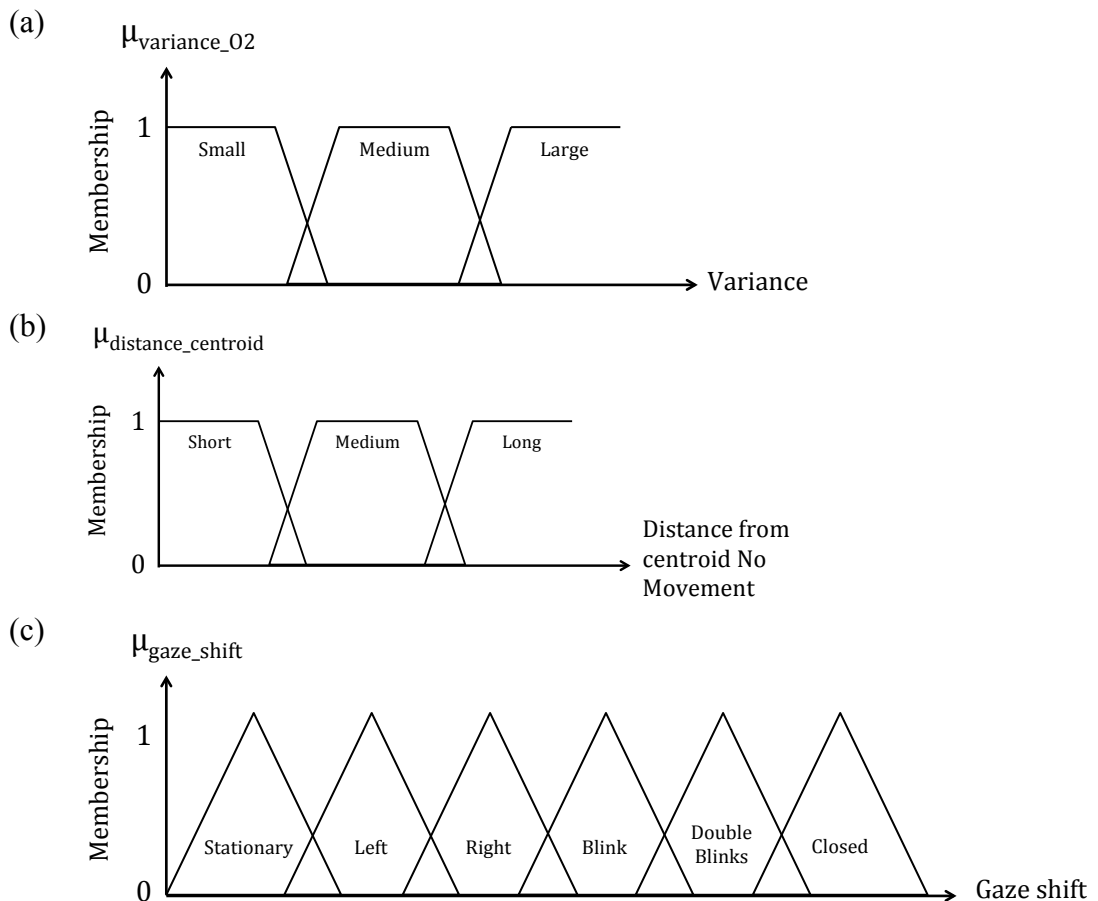 (a)
μvariance_O2
Membership
1
0
Small
Medium
Large
Variance
(b)
μdistance_centroid
Membership
1
0
Short
Medium
Long
Distance from
centroid No
Movement
(c)
μgaze_shift
Membership
1
0
Stationary
Left
Right
Blink
Double
Blinks
Closed
Gaze shift